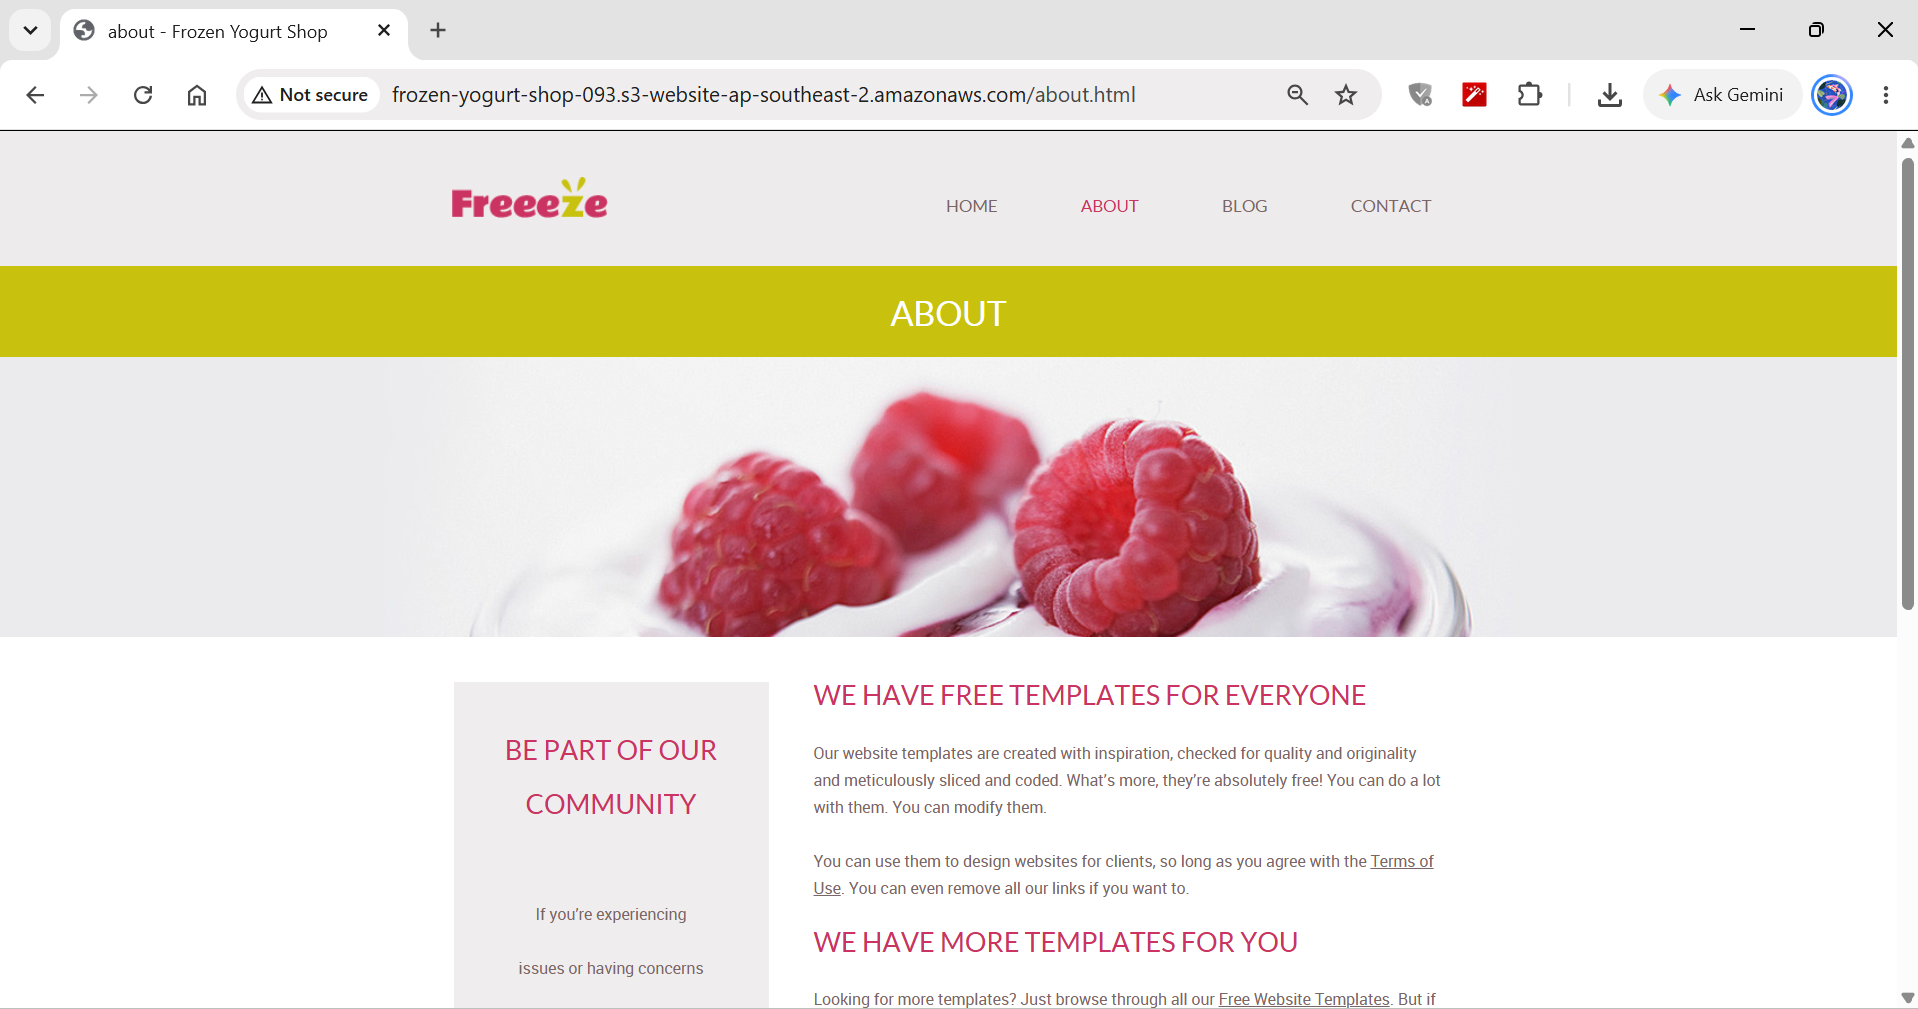 about - Frozen Yogurt Shop
Not secure
frozen-yogurt-shop-093.s3-website-ap-southeast-2.amazonaws.com/about.html
Ask Gemini
Freeeze
HOME
ABOUT
BLOG
CONTACT
ABOUT
BE PART OF OUR
COMMUNITY
If you’re experiencing
issues or having concerns
WE HAVE FREE TEMPLATES FOR EVERYONE
Our website templates are created with inspiration, checked for quality and originality
and meticulously sliced and coded. What’s more, they’re absolutely free! You can do a lot
with them. You can modify them.
You can use them to design websites for clients, so long as you agree with the Terms of
Use. You can even remove all our links if you want to.
WE HAVE MORE TEMPLATES FOR YOU
Looking for more templates? Just browse through all our Free Website Templates. But if